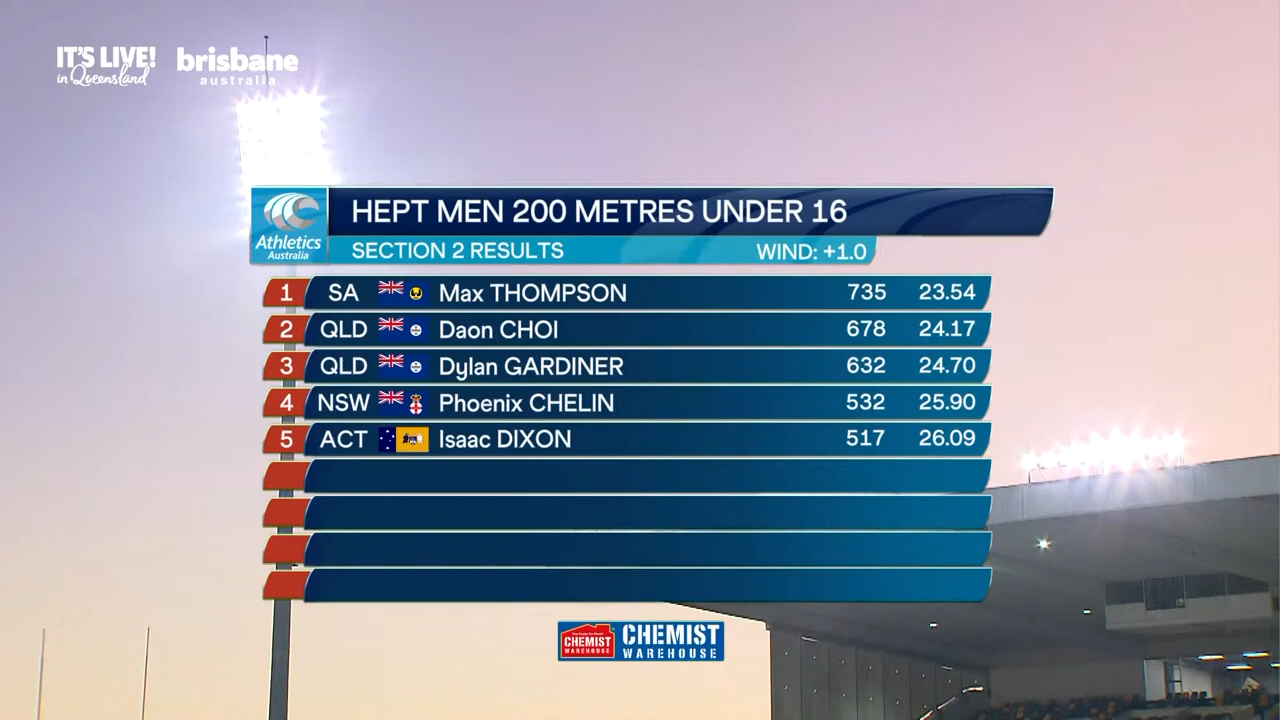 IT'S LIVE! brisbane
in Queensland australia
HEPT MEN 200 METRES UNDER 16
Athletics
Australia
SECTION 2 RESULTS WIND: +1.0
1 SA Max THOMPSON 735 23.54
2 QLD Daon CHOI 678 24.17
3 QLD Dylan GARDINER 632 24.70
4 NSW Phoenix CHELIN 532 25.90
5 ACT Isaac DIXON 517 26.09
CHEMIST WAREHOUSE
CHEMIST
WAREHOUSE